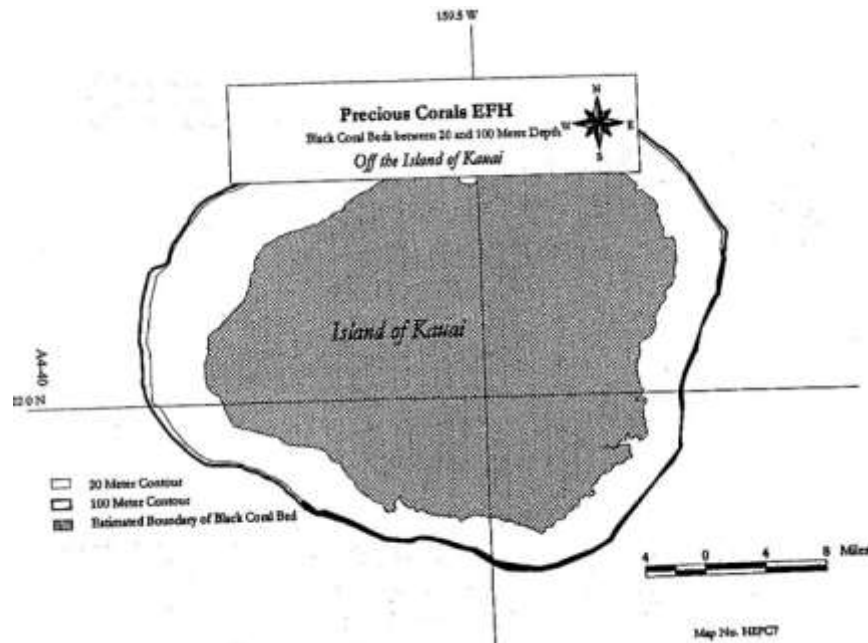 159.5 W
Precious Corals EFH
Black Coral Beds between 20 and 100 Meter Depth
Off the Island of Kauai
N
W E
S
Island of Kauai
A4-40
22.0 N
20 Meter Contour
100 Meter Contour
Estimated Boundary of Black Coral Bed
4 0 4 8 Miles
Map No. HEPC7